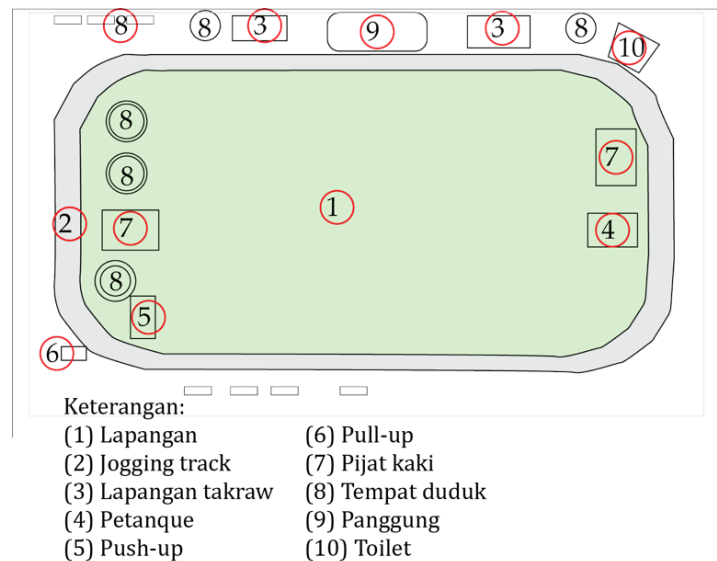 8 8 3 9 3 8 10
8
7
8
1
2 7 4
8
5
6
Keterangan:
(1) Lapangan
(2) Jogging track
(3) Lapangan takraw
(4) Petanque
(5) Push-up
(6) Pull-up
(7) Pijat kaki
(8) Tempat duduk
(9) Panggung
(10) Toilet